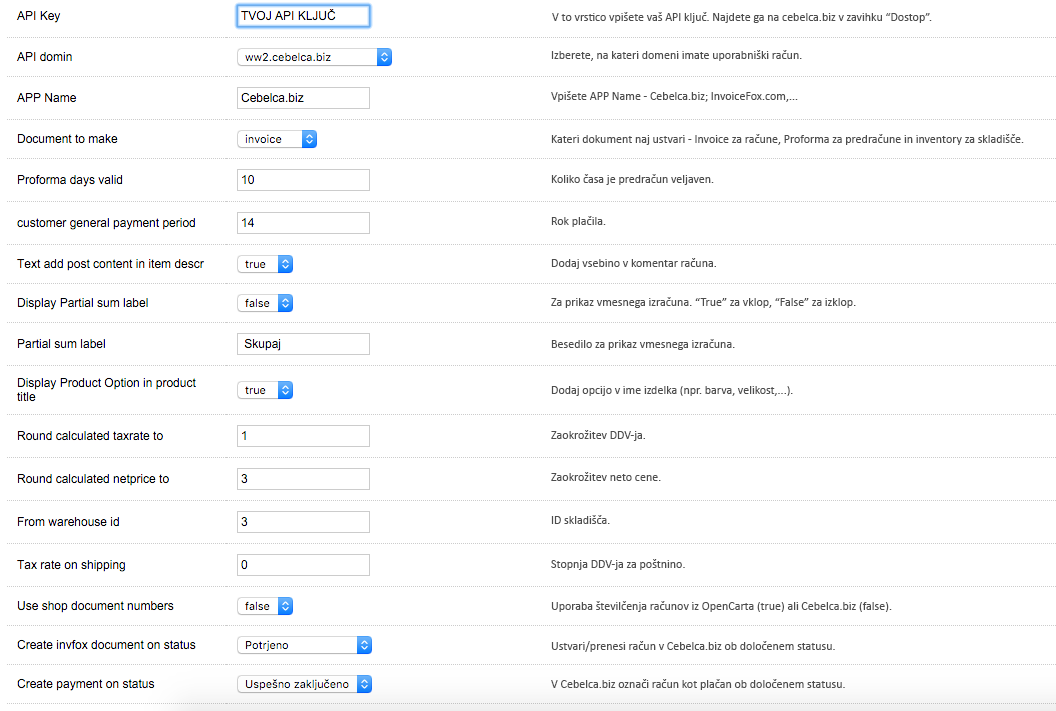 API Key TVOJ API KLJUČ V to vrstico vpišete vaš API ključ. Najdete ga na cebelca.biz v zavihku “Dostop”.
API domin ww2.cebelca.biz Izberete, na kateri domeni imate uporabniški račun.
APP Name Cebelca.biz Vpišete APP Name - Cebelca.biz; InvoiceFox.com,...
Document to make invoice Kateri dokument naj ustvari - Invoice za račune, Proforma za predračune in inventory za skladišče.
Proforma days valid 10 Koliko časa je predračun veljaven.
customer general payment period 14 Rok plačila.
Text add post content in item descr true Dodaj vsebino v komentar računa.
Display Partial sum label false Za prikaz vmesnega izračuna. “True” za vklop, “False” za izklop.
Partial sum label Skupaj Besedilo za prikaz vmesnega izračuna.
Display Product Option in product
title true Dodaj opcijo v ime izdelka (npr. barva, velikost,...).
Round calculated taxrate to 1 Zaokrožitev DDV-ja.
Round calculated netprice to 3 Zaokrožitev neto cene.
From warehouse id 3 ID skladišča.
Tax rate on shipping 0 Stopnja DDV-ja za poštnino.
Use shop document numbers false Uporaba številčenja računov iz OpenCarta (true) ali Cebelca.biz (false).
Create invfox document on status Potrjeno Ustvari/prenesi račun v Cebelca.biz ob določenem statusu.
Create payment on status Uspešno zaključeno V Cebelca.biz označi račun kot plačan ob določenem statusu.